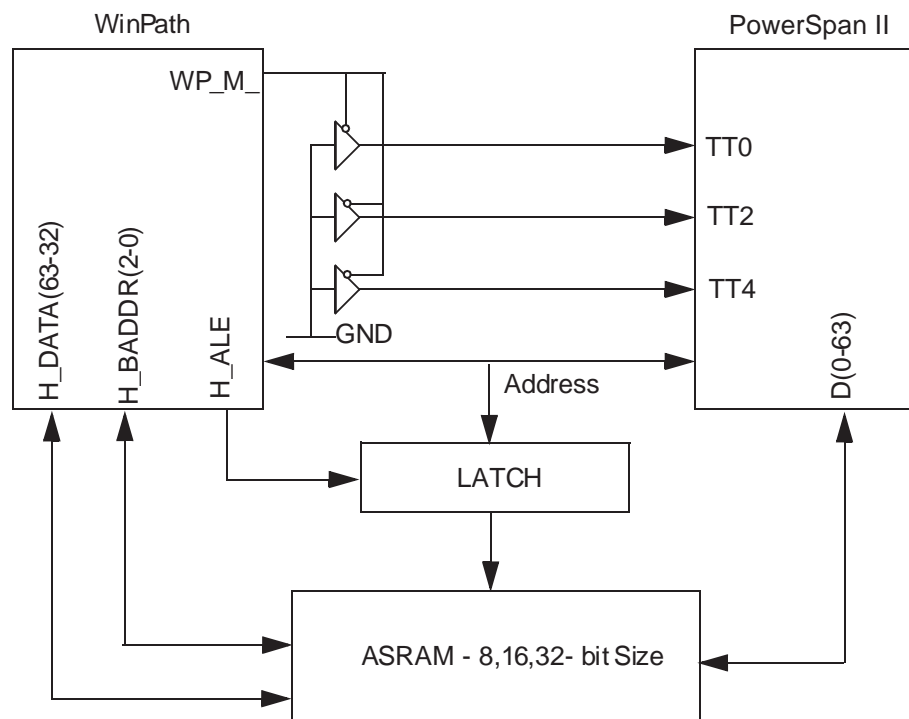 WinPath
PowerSpan II
WP_M_
TT0
TT2
TT4
H_DATA(63-32)
H_BADDR(2-0)
H_ALE
GND
D(0-63)
Address
LATCH
ASRAM - 8,16,32- bit Size